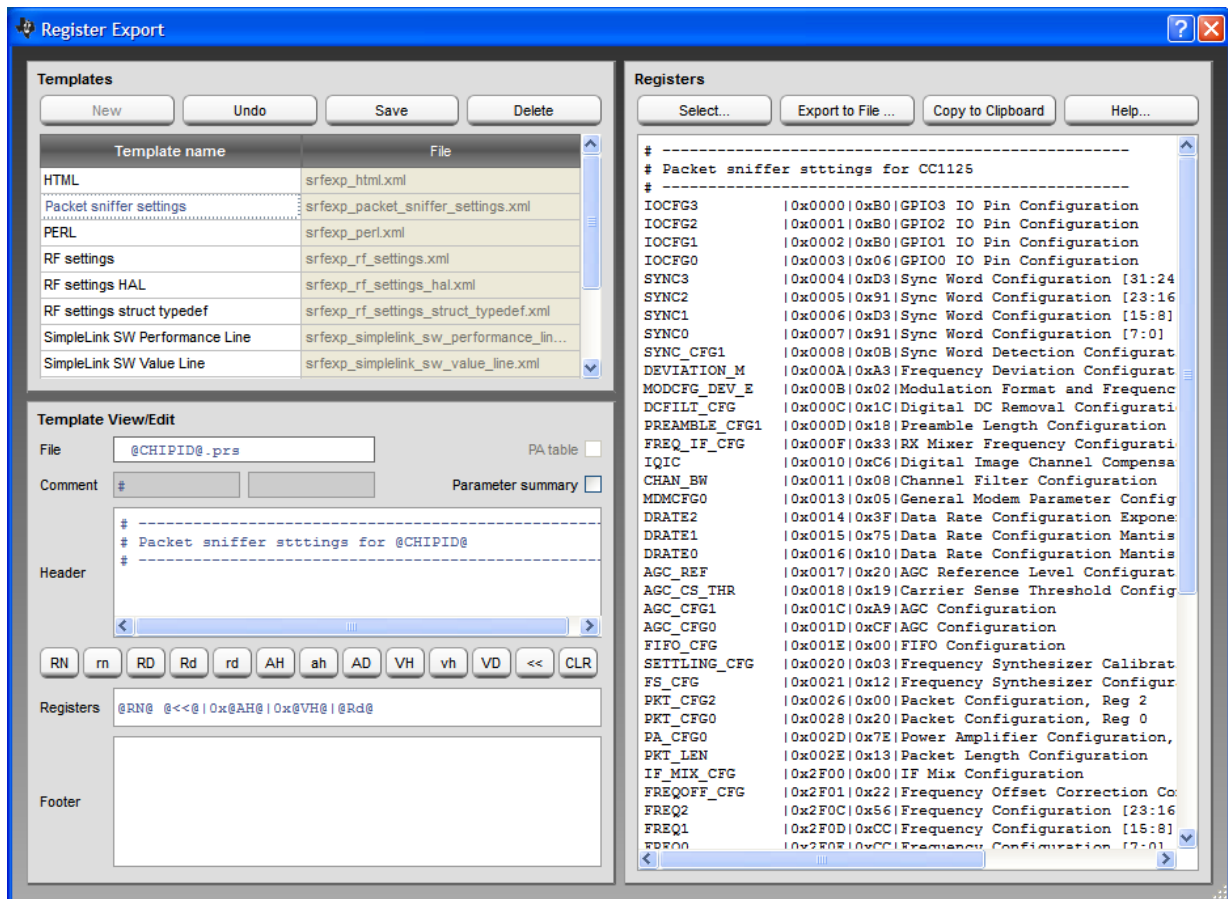 Register Export
Templates
New Undo Save Delete
Template name File
HTML srfexp_html.xml
Packet sniffer settings srfexp_packet_sniffer_settings.xml
PERL srfexp_perl.xml
RF settings srfexp_rf_settings.xml
RF settings HAL srfexp_rf_settings_hal.xml
RF settings struct typedef srfexp_rf_settings_struct_typedef.xml
SimpleLink SW Performance Line srfexp_simplelink_sw_performance_lin...
SimpleLink SW Value Line srfexp_simplelink_sw_value_line.xml
Template View/Edit
File @CHIPID@.prs PA table
Comment # Parameter summary
Header
# ---------------------------------------------------
# Packet sniffer stttings for @CHIPID@
# ---------------------------------------------------
RN rn RD Rd rd AH ah AD VH vh VD << CLR
Registers @RN@ @<<@|0x@AH@|0x@VH@|@Rd@
Footer
Registers
Select... Export to File ... Copy to Clipboard Help...
# ---------------------------------------------------
# Packet sniffer stttings for CC1125
# ---------------------------------------------------
IOCFG3 |0x0000|0xB0|GPIO3 IO Pin Configuration
IOCFG2 |0x0001|0xB0|GPIO2 IO Pin Configuration
IOCFG1 |0x0002|0xB0|GPIO1 IO Pin Configuration
IOCFG0 |0x0003|0x06|GPIO0 IO Pin Configuration
SYNC3 |0x0004|0xD3|Sync Word Configuration [31:24
SYNC2 |0x0005|0x91|Sync Word Configuration [23:16
SYNC1 |0x0006|0xD3|Sync Word Configuration [15:8]
SYNC0 |0x0007|0x91|Sync Word Configuration [7:0]
SYNC_CFG1 |0x0008|0x0B|Sync Word Detection Configurat
DEVIATION_M |0x000A|0xA3|Frequency Deviation Configurat
MODCFG_DEV_E |0x000B|0x02|Modulation Format and Frequenc
DCFILT_CFG |0x000C|0x1C|Digital DC Removal Configurati
PREAMBLE_CFG1 |0x000D|0x18|Preamble Length Configuration
FREQ_IF_CFG |0x000F|0x33|RX Mixer Frequency Configurati
IQIC |0x0010|0xC6|Digital Image Channel Compensa
CHAN_BW |0x0011|0x08|Channel Filter Configuration
MDMCFG0 |0x0013|0x05|General Modem Parameter Config
DRATE2 |0x0014|0x3F|Data Rate Configuration Expone
DRATE1 |0x0015|0x75|Data Rate Configuration Mantis
DRATE0 |0x0016|0x10|Data Rate Configuration Mantis
AGC_REF |0x0017|0x20|AGC Reference Level Configurat
AGC_CS_THR |0x0018|0x19|Carrier Sense Threshold Config
AGC_CFG1 |0x001C|0xA9|AGC Configuration
AGC_CFG0 |0x001D|0xCF|AGC Configuration
FIFO_CFG |0x001E|0x00|FIFO Configuration
SETTLING_CFG |0x0020|0x03|Frequency Synthesizer Calibrat
FS_CFG |0x0021|0x12|Frequency Synthesizer Configur
PKT_CFG2 |0x0026|0x00|Packet Configuration, Reg 2
PKT_CFG0 |0x0028|0x20|Packet Configuration, Reg 0
PA_CFG0 |0x002D|0x7E|Power Amplifier Configuration,
PKT_LEN |0x002E|0x13|Packet Length Configuration
IF_MIX_CFG |0x2F00|0x00|IF Mix Configuration
FREQOFF_CFG |0x2F01|0x22|Frequency Offset Correction Co
FREQ2 |0x2F0C|0x56|Frequency Configuration [23:16
FREQ1 |0x2F0D|0xCC|Frequency Configuration [15:8]
FREQ0 |0x2F0E|0xCC|Frequency Configuration [7:0]